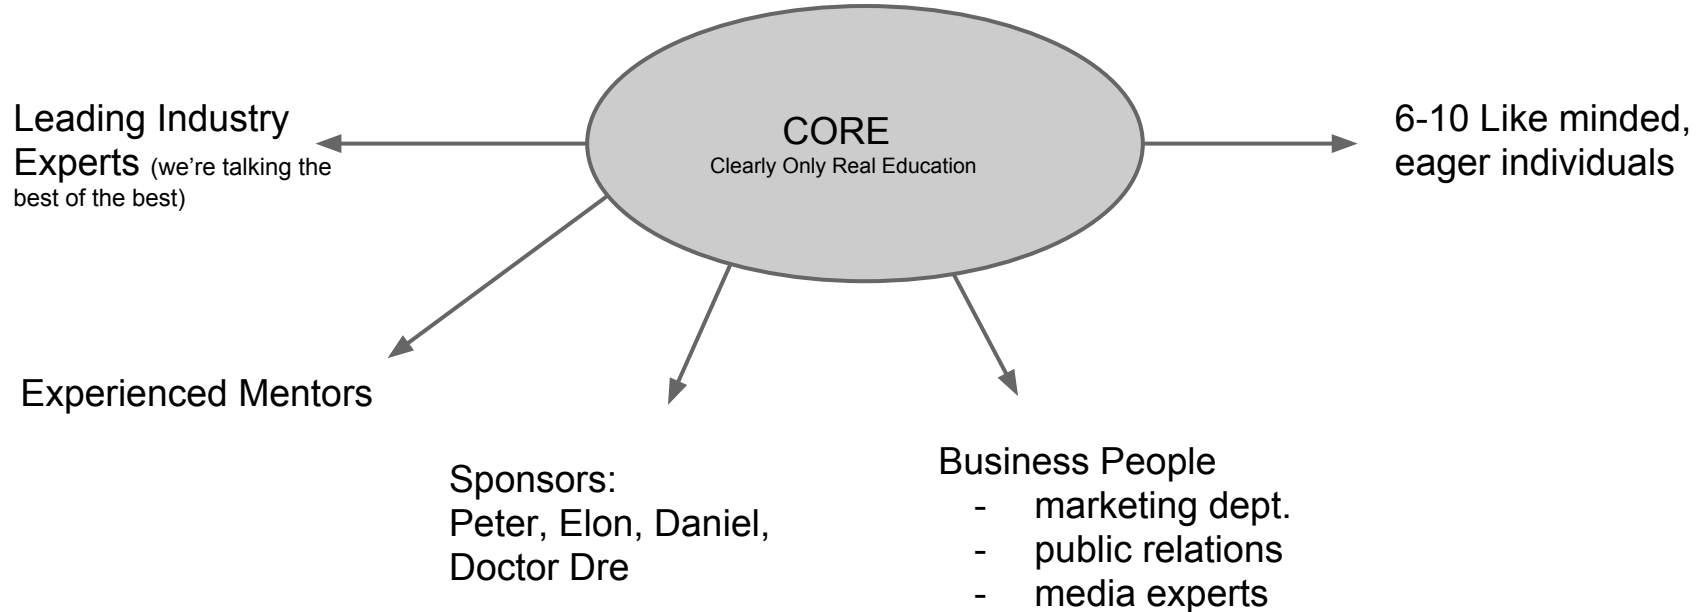 CORE
Clearly Only Real Education
Leading Industry
Experts (we’re talking the
best of the best)
6-10 Like minded,
eager individuals
Experienced Mentors
Sponsors:
Peter, Elon, Daniel,
Doctor Dre
Business People
- marketing dept.
- public relations
- media experts